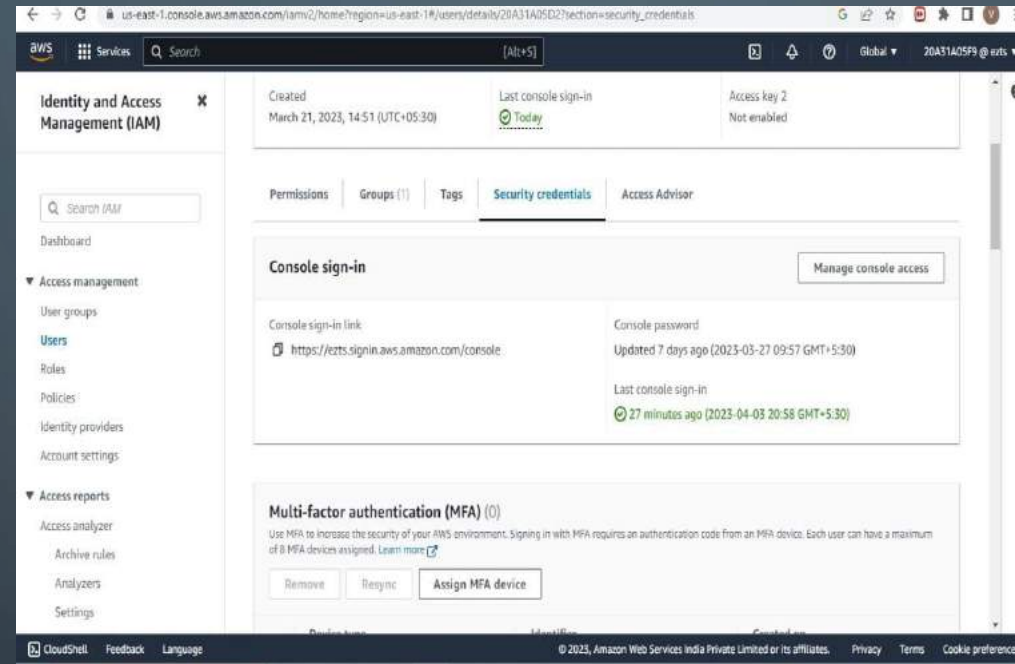 us-east-1.console.aws.amazon.com/iamv2/home?region=us-east-1#/users/details/20A31A05D2?section=security_credentials
aws Services Search [Alt+S] Global 20A31A05F9 @ ezts
Identity and Access Management (IAM)
Search IAM
Dashboard
Access management
User groups
Users
Roles
Policies
Identity providers
Account settings
Access reports
Access analyzer
Archive rules
Analyzers
Settings
Created
March 21, 2023, 14:51 (UTC+05:30)
Last console sign-in
Today
Access key 2
Not enabled
Permissions Groups (1) Tags Security credentials Access Advisor
Console sign-in
Manage console access
Console sign-in link
https://ezts.signin.aws.amazon.com/console
Console password
Updated 7 days ago (2023-03-27 09:57 GMT+5:30)
Last console sign-in
27 minutes ago (2023-04-03 20:58 GMT+5:30)
Multi-factor authentication (MFA) (0)
Use MFA to increase the security of your AWS environment. Signing in with MFA requires an authentication code from an MFA device. Each user can have a maximum
of 8 MFA devices assigned. Learn more
Remove Resync Assign MFA device
CloudShell Feedback Language © 2023, Amazon Web Services India Private Limited or its affiliates. Privacy Terms Cookie preference